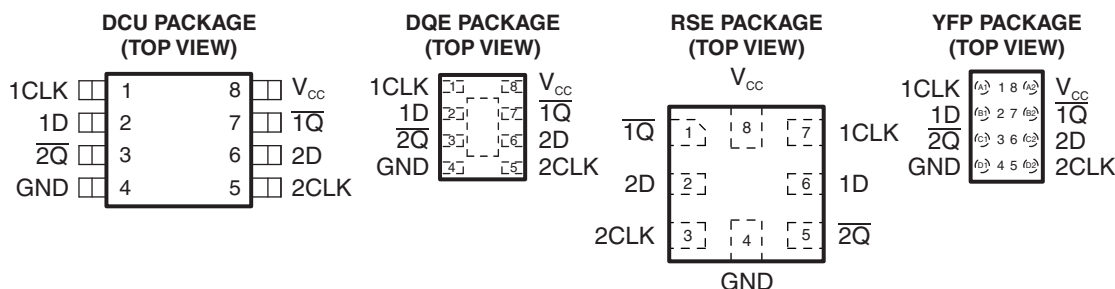 DCU PACKAGE
(TOP VIEW)
1CLK 1 8 V_CC
1D 2 7 1Q̅
2Q̅ 3 6 2D
GND 4 5 2CLK
DQE PACKAGE
(TOP VIEW)
1CLK 1 8 V_CC
1D 2 7 1Q̅
2Q̅ 3 6 2D
GND 4 5 2CLK
RSE PACKAGE
(TOP VIEW)
V_CC
1Q̅ 1 8 7 1CLK
2D 2 6 1D
2CLK 3 4 5 2Q̅
GND
YFP PACKAGE
(TOP VIEW)
1CLK A1 1 8 A2 V_CC
1D B1 2 7 B2 1Q̅
2Q̅ C1 3 6 C2 2D
GND D1 4 5 D2 2CLK